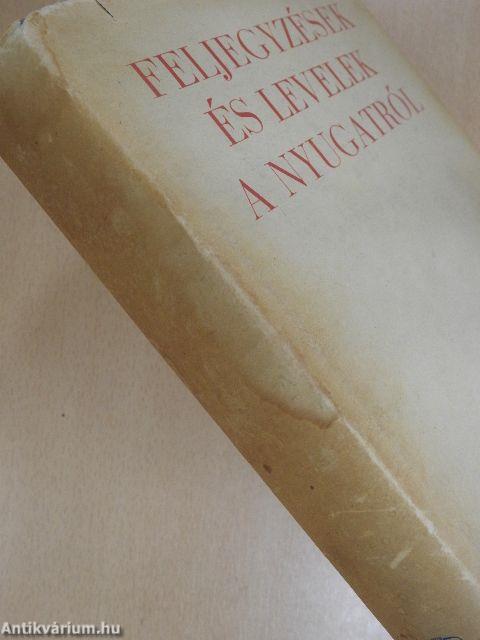 FELJEGYZÉSEK
ÉS LEVELEK
A NYUGATRÓL
Antikvárium.hu